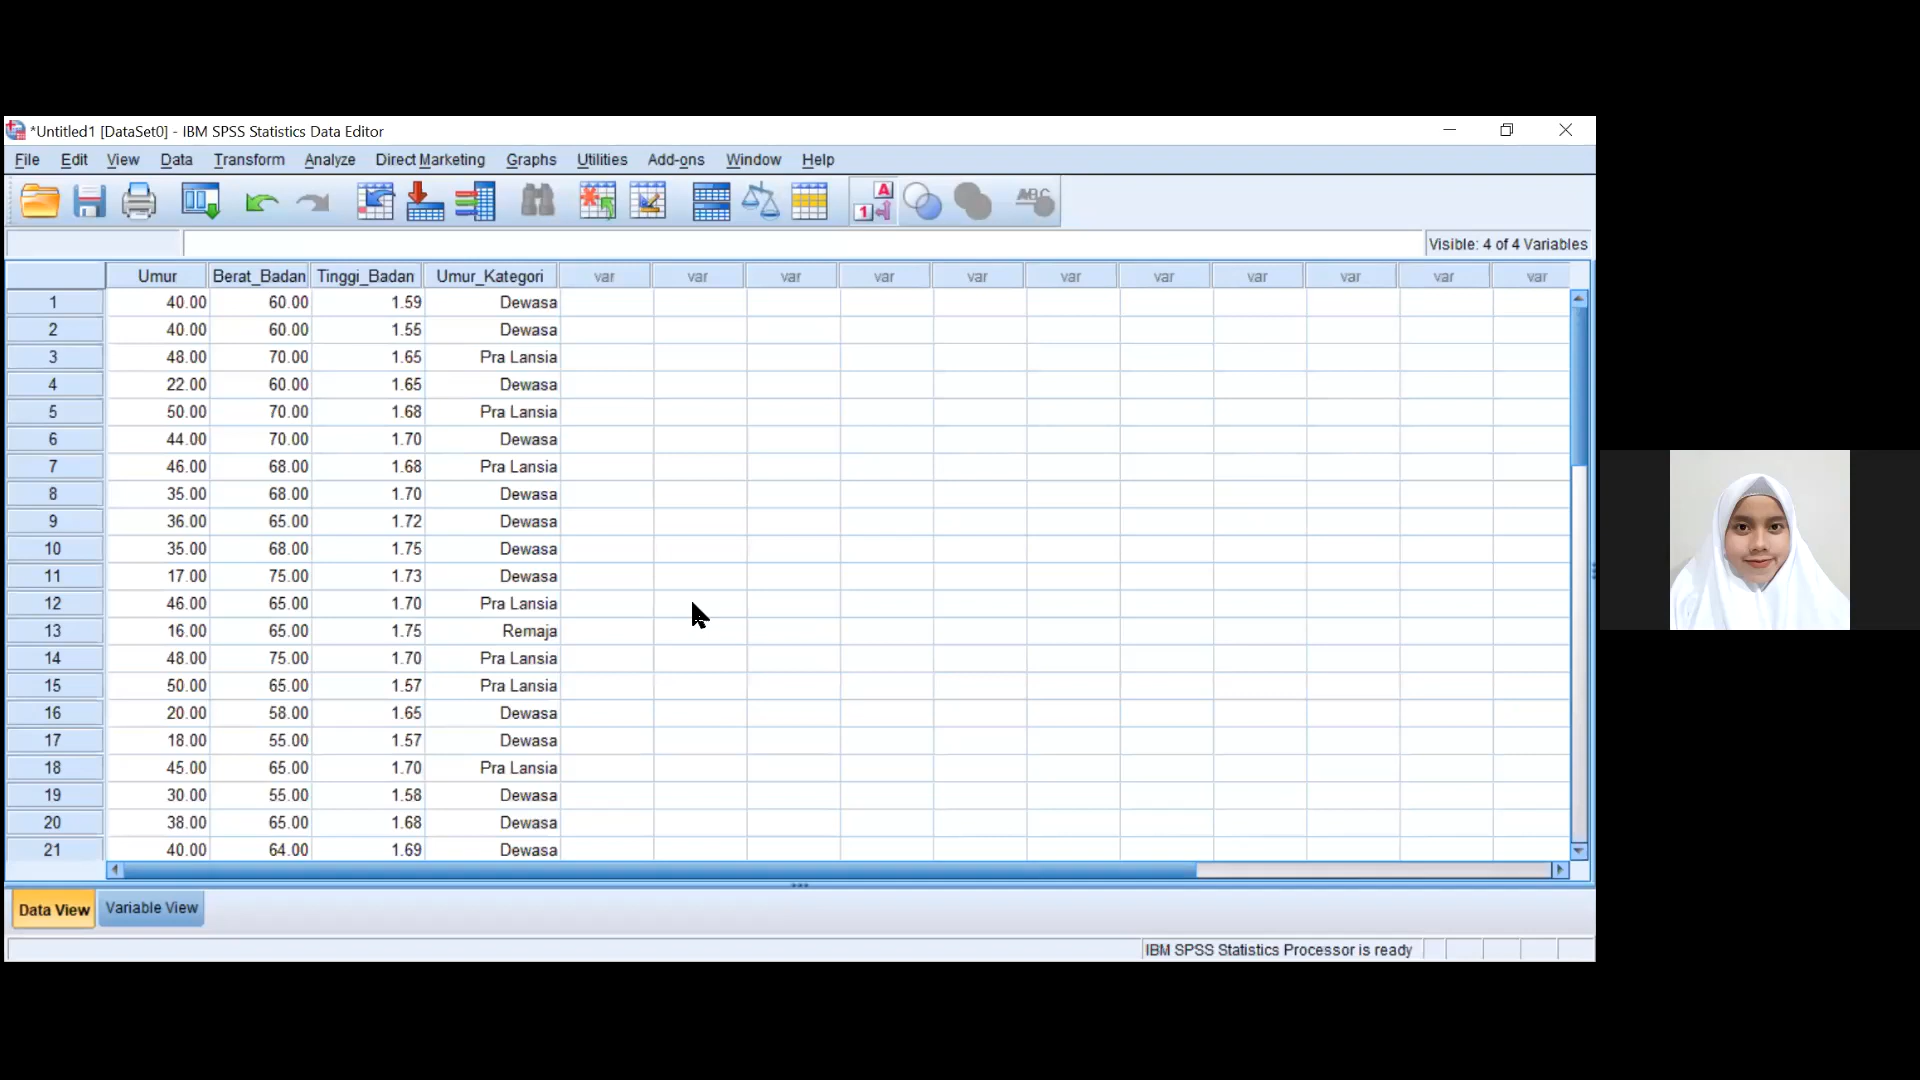 *Untitled1 [DataSet0] - IBM SPSS Statistics Data Editor
File Edit View Data Transform Analyze Direct Marketing Graphs Utilities Add-ons Window Help
A
1
ABC
Visible: 4 of 4 Variables
Umur Berat_Badan Tinggi_Badan Umur_Kategori var var var var var var var var var var var
1 40.00 60.00 1.59 Dewasa
2 40.00 60.00 1.55 Dewasa
3 48.00 70.00 1.65 Pra Lansia
4 22.00 60.00 1.65 Dewasa
5 50.00 70.00 1.68 Pra Lansia
6 44.00 70.00 1.70 Dewasa
7 46.00 68.00 1.68 Pra Lansia
8 35.00 68.00 1.70 Dewasa
9 36.00 65.00 1.72 Dewasa
10 35.00 68.00 1.75 Dewasa
11 17.00 75.00 1.73 Dewasa
12 46.00 65.00 1.70 Pra Lansia
13 16.00 65.00 1.75 Remaja
14 48.00 75.00 1.70 Pra Lansia
15 50.00 65.00 1.57 Pra Lansia
16 20.00 58.00 1.65 Dewasa
17 18.00 55.00 1.57 Dewasa
18 45.00 65.00 1.70 Pra Lansia
19 30.00 55.00 1.58 Dewasa
20 38.00 65.00 1.68 Dewasa
21 40.00 64.00 1.69 Dewasa
Data View Variable View
IBM SPSS Statistics Processor is ready